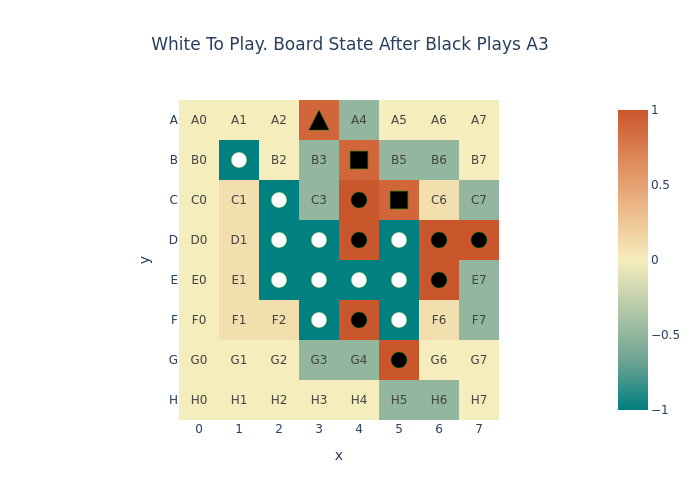 White To Play. Board State After Black Plays A3
A A0 A1 A2 A4 A5 A6 A7
B B0 B2 B3 B5 B6 B7
C C0 C1 C3 C6 C7
D D0 D1
E E0 E1 E7
F F0 F1 F2 F6 F7
G G0 G1 G2 G3 G4 G6 G7
H H0 H1 H2 H3 H4 H5 H6 H7
0 1 2 3 4 5 6 7
x
y
1
0.5
0
−0.5
−1